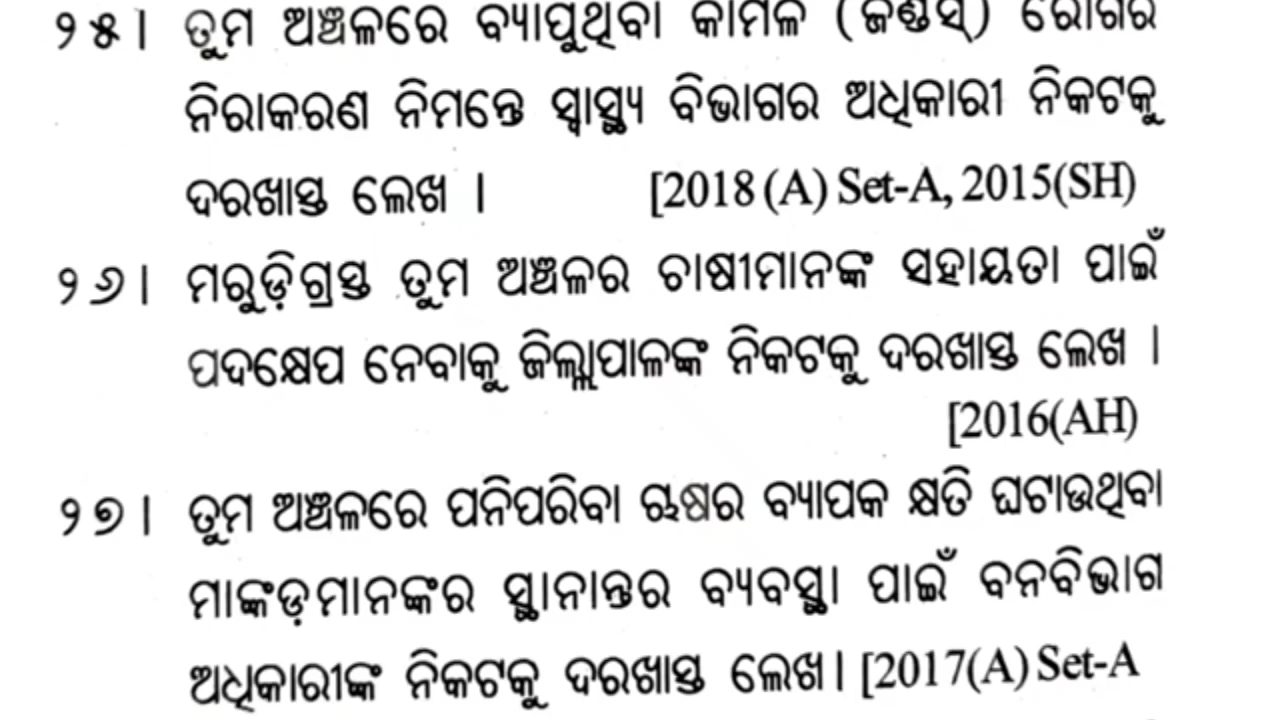 ୨୫। ତୁମ ଅଞ୍ଚଳରେ ବ୍ୟାପୁଥିବା କାମଳ (ଜଣ୍ଡିସ୍) ରୋଗର
ନିରାକରଣ ନିମନ୍ତେ ସ୍ୱାସ୍ଥ୍ୟ ବିଭାଗର ଅଧିକାରୀ ନିକଟକୁ
ଦରଖାସ୍ତ ଲେଖ । [2018 (A) Set-A, 2015(SH)
୨୬। ମରୁଡ଼ିଗ୍ରସ୍ତ ତୁମ ଅଞ୍ଚଳର ଚାଷୀମାନଙ୍କ ସହାୟତା ପାଇଁ
ପଦକ୍ଷେପ ନେବାକୁ ଜିଲ୍ଲାପାଳଙ୍କ ନିକଟକୁ ଦରଖାସ୍ତ ଲେଖ ।
[2016(AH)
୨୭। ତୁମ ଅଞ୍ଚଳରେ ପନିପରିବା ଚାଷର ବ୍ୟାପକ କ୍ଷତି ଘଟାଉଥିବା
ମାଙ୍କଡ଼ମାନଙ୍କର ସ୍ଥାନାନ୍ତର ବ୍ୟବସ୍ଥା ପାଇଁ ବନବିଭାଗ
ଅଧିକାରୀଙ୍କ ନିକଟକୁ ଦରଖାସ୍ତ ଲେଖ। [2017(A) Set-A